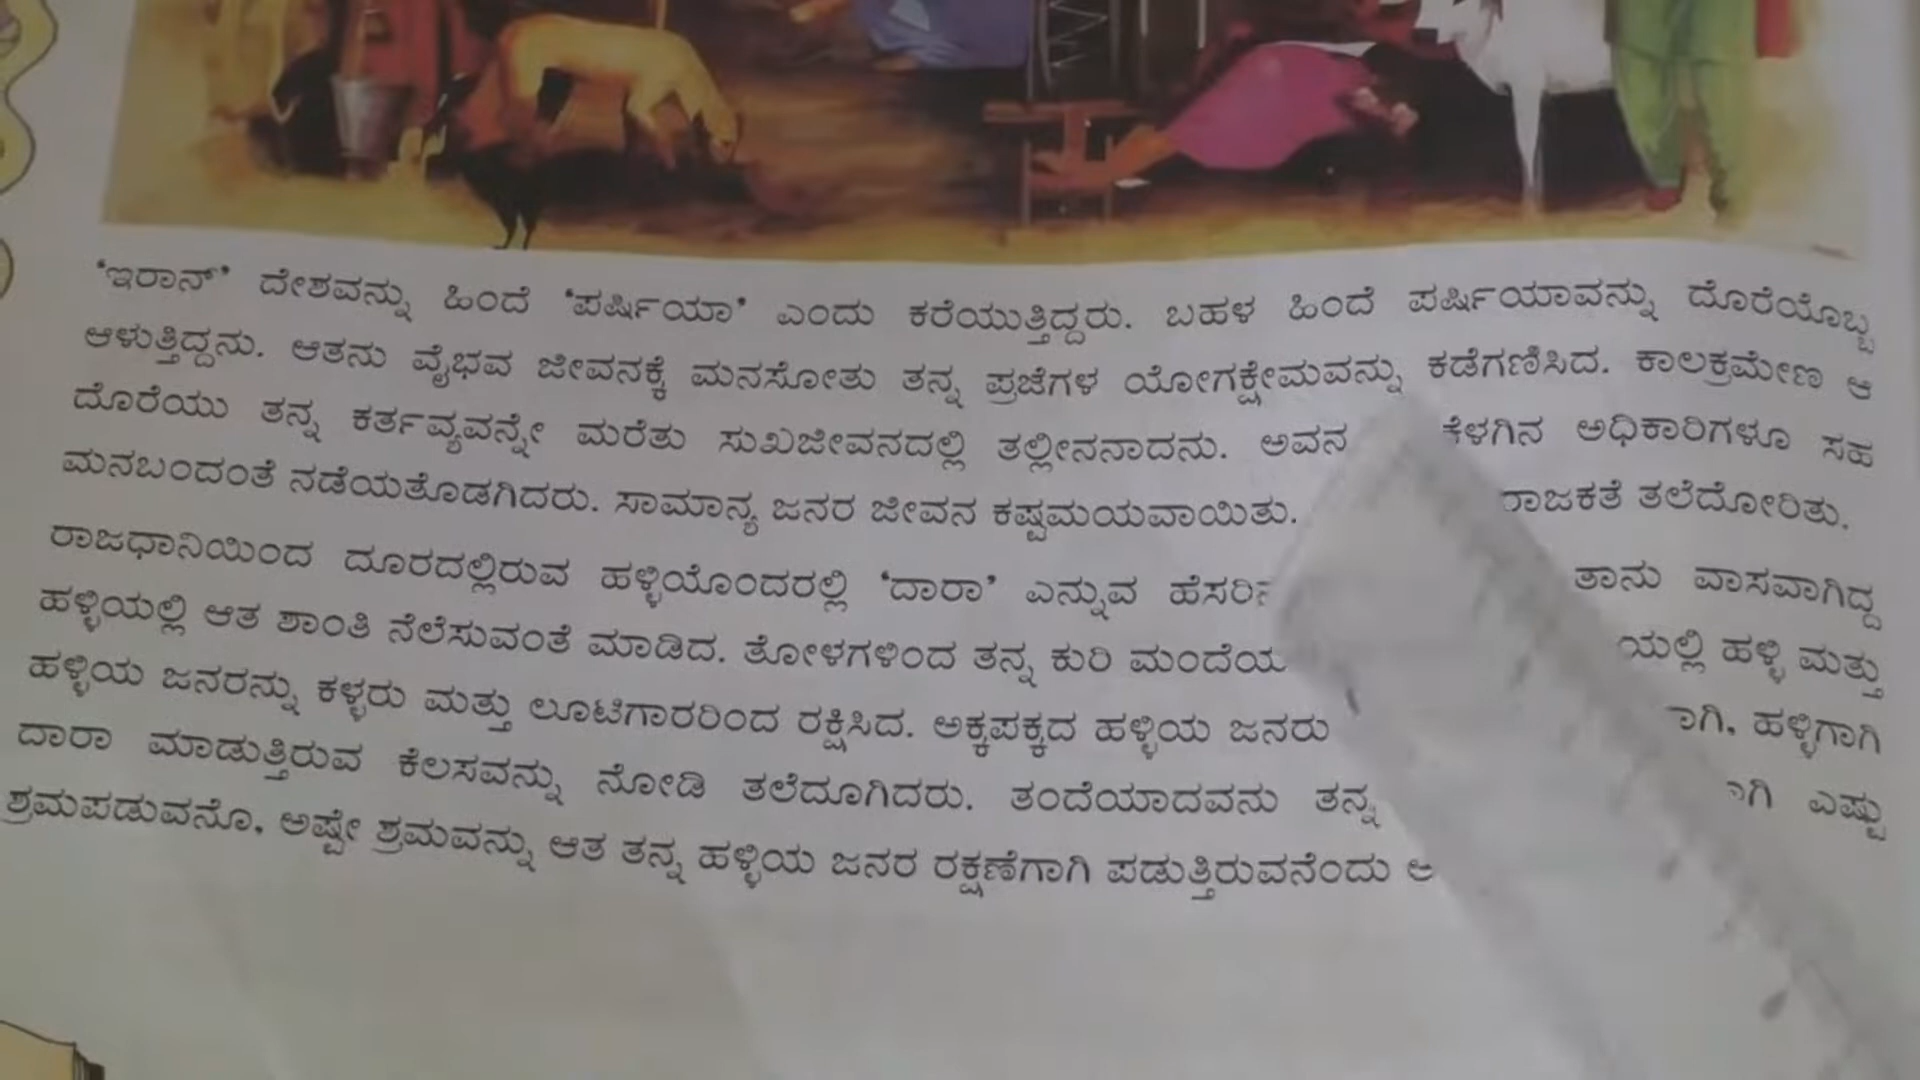 ‘ಇರಾನ್’ ದೇಶವನ್ನು ಹಿಂದೆ ‘ಪರ್ಷಿಯಾ’ ಎಂದು ಕರೆಯುತ್ತಿದ್ದರು. ಬಹಳ ಹಿಂದೆ ಪರ್ಷಿಯಾವನ್ನು ದೊರೆಯೊಬ್ಬ
ಆಳುತ್ತಿದ್ದನು. ಆತನು ವೈಭವ ಜೀವನಕ್ಕೆ ಮನಸೋತು ತನ್ನ ಪ್ರಜೆಗಳ ಯೋಗಕ್ಷೇಮವನ್ನು ಕಡೆಗಣಿಸಿದ. ಕಾಲಕ್ರಮೇಣ ಆ
ದೊರೆಯು ತನ್ನ ಕರ್ತವ್ಯವನ್ನೇ ಮರೆತು ಸುಖಜೀವನದಲ್ಲಿ ತಲ್ಲೀನನಾದನು. ಅವನ ಕೆಳಗಿನ ಅಧಿಕಾರಿಗಳೂ ಸಹ
ಮನಬಂದಂತೆ ನಡೆಯತೊಡಗಿದರು. ಸಾಮಾನ್ಯ ಜನರ ಜೀವನ ಕಷ್ಟಮಯವಾಯಿತು. ತಲೆದೋರಿತು.
ರಾಜಧಾನಿಯಿಂದ ದೂರದಲ್ಲಿರುವ ಹಳ್ಳಿಯೊಂದರಲ್ಲಿ ‘ದಾರಾ’ ಎನ್ನುವ ತಾನು ವಾಸವಾಗಿದ್ದ
ಹಳ್ಳಿಯಲ್ಲಿ ಆತ ಶಾಂತಿ ನೆಲೆಸುವಂತೆ ಮಾಡಿದ. ತೋಳಗಳಿಂದ ತನ್ನ ಕುರಿ ಹಳ್ಳಿ ಮತ್ತು
ಹಳ್ಳಿಯ ಜನರನ್ನು ಕಳ್ಳರು ಮತ್ತು ಲೂಟಿಗಾರರಿಂದ ರಕ್ಷಿಸಿದ. ಅಕ್ಕಪಕ್ಕದ ಹಳ್ಳಿಯ ಜನರು ಹಳ್ಳಿಗಾಗಿ
ದಾರಾ ಮಾಡುತ್ತಿರುವ ಕೆಲಸವನ್ನು ನೋಡಿ ತಲೆದೂಗಿದರು. ತಂದೆಯಾದವನು ತನ್ನ ಎಷ್ಟು
ಶ್ರಮಪಡುವನೊ, ಅಷ್ಟೇ ಶ್ರಮವನ್ನು ಆತ ತನ್ನ ಹಳ್ಳಿಯ ಜನರ ರಕ್ಷಣೆಗಾಗಿ ಪಡುತ್ತಿರುವನೆಂದು